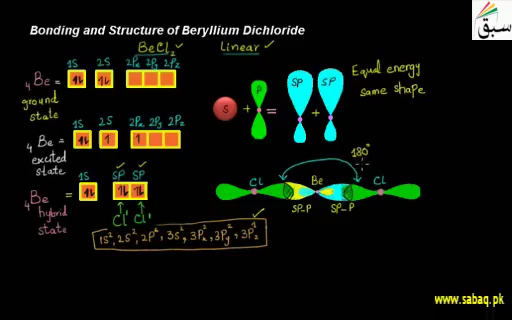 Bonding and Structure of Beryllium Dichloride
سبق
BeCl₂ ✓
Linear ✓
1S 2S 2Px 2Py 2Pz
₄Be =
ground state
S + P = SP + SP
Equal energy
same shape
1S 2S 2Px 2Py 2Pz
₄Be =
excited state
180°
✓ ✓
1S SP SP
₄Be =
hybrid state
Cl Be Cl
SP-P SP-P
↑ ↑
Cl' Cl'
1S², 2S², 2P⁶, 3S², 3Px², 3Py², 3Pz¹ ✓
www.sabaq.pk